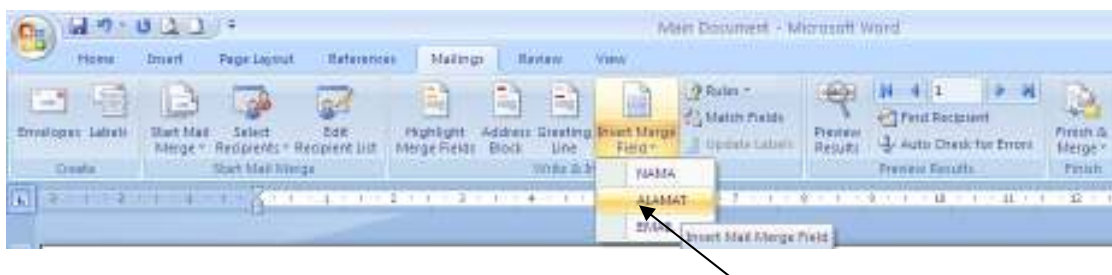 Main Document - Microsoft Word
Home Insert Page Layout References Mailings Review View
Envelopes Labels Start Mail Merge Select Recipients Edit Recipient List Highlight Merge Fields Address Block Greeting Line Insert Merge Field Rules Match Fields Update Labels Preview Results 1 Find Recipient Auto Check for Errors Finish & Merge
Create Start Mail Merge Preview Results Finish
NAMA
ALAMAT
Insert Mail Merge Field